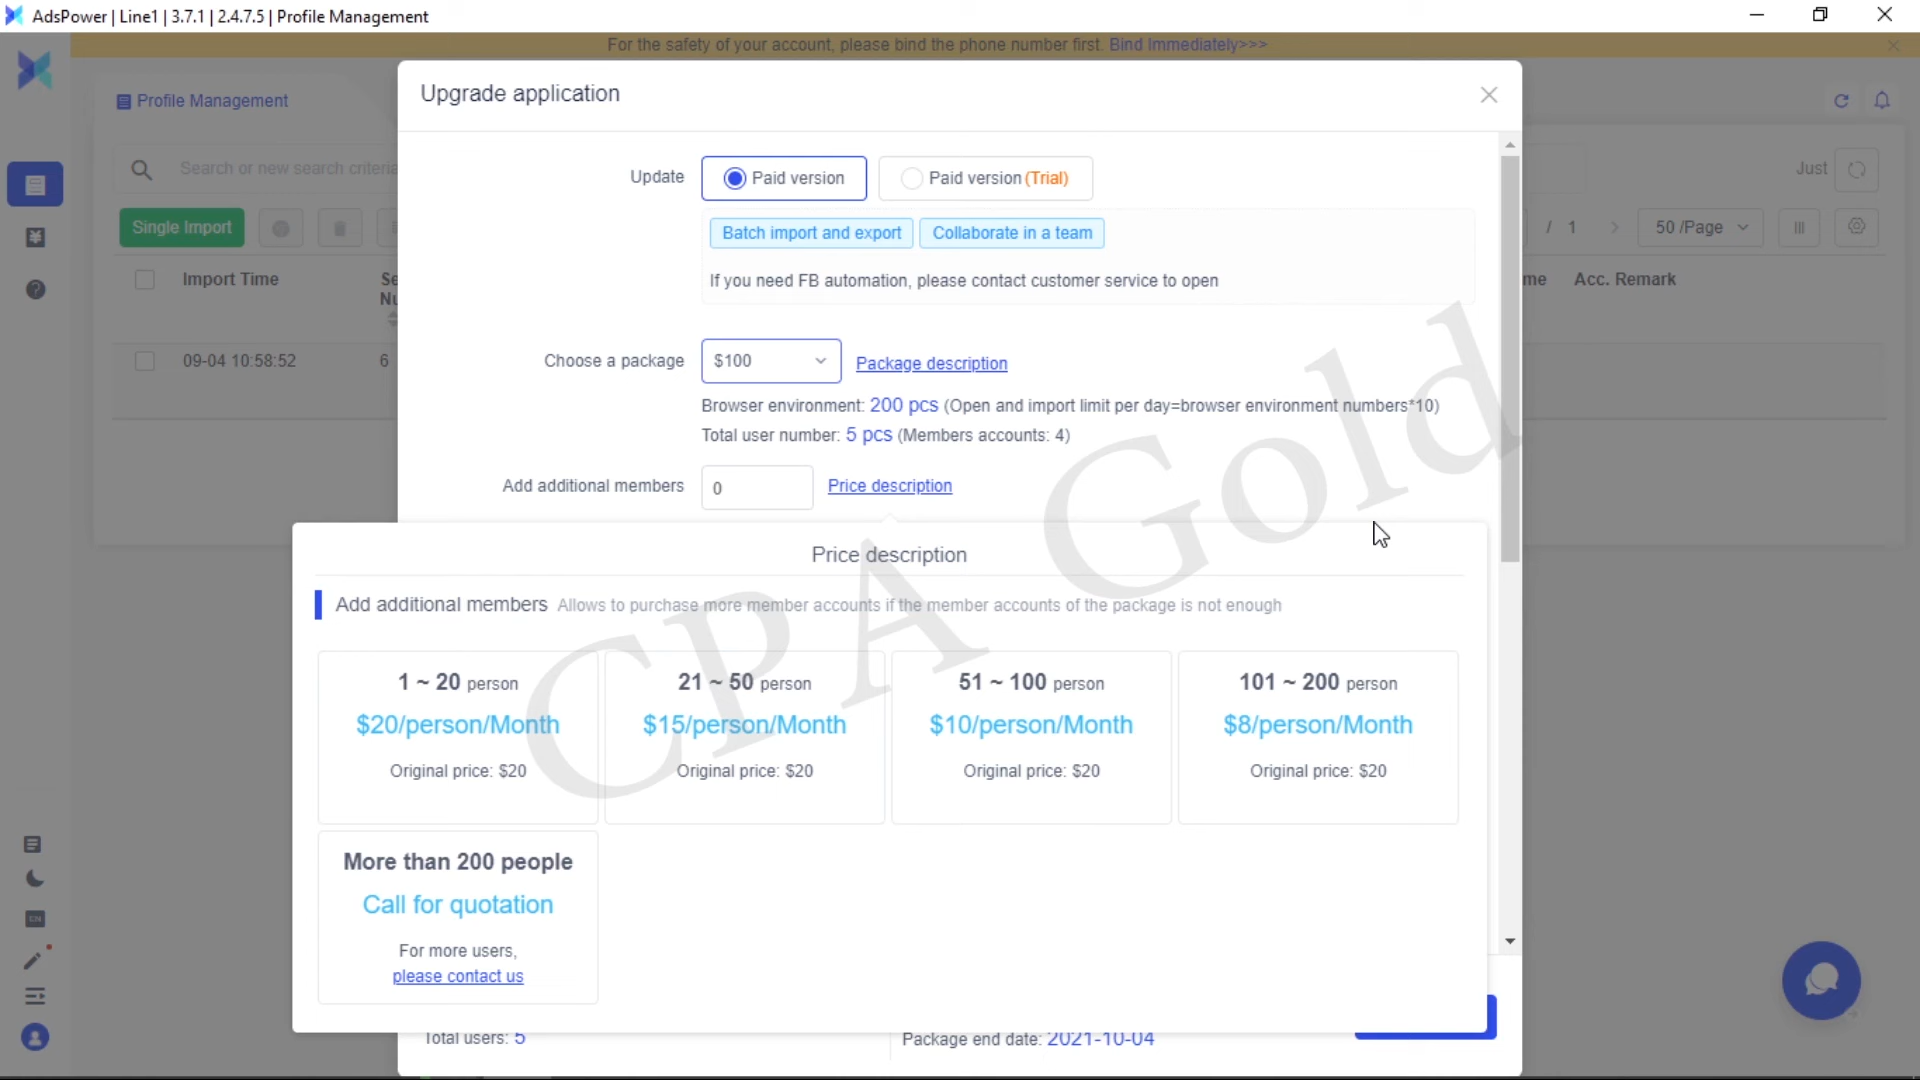 AdsPower | Line1 | 3.7.1 | 2.4.7.5 | Profile Management
For the safety of your account, please bind the phone number first. Bind Immediately>>>
Upgrade application
Profile Management
Search or new search criteria
Just
Update
Paid version
Paid version (Trial)
Single Import
/ 1
50 /Page
Batch import and export
Collaborate in a team
If you need FB automation, please contact customer service to open
Import Time
Se
Nu
me
Acc. Remark
09-04 10:58:52
6
Choose a package
$100
Package description
Browser environment: 200 pcs (Open and import limit per day=browser environment numbers*10)
Total user number: 5 pcs (Members accounts: 4)
Add additional members
0
Price description
Price description
Add additional members Allows to purchase more member accounts if the member accounts of the package is not enough
1 ~ 20 person
$20/person/Month
Original price: $20
21 ~ 50 person
$15/person/Month
Original price: $20
51 ~ 100 person
$10/person/Month
Original price: $20
101 ~ 200 person
$8/person/Month
Original price: $20
More than 200 people
Call for quotation
For more users,
please contact us
Total users: 5
Package end date: 2021-10-04
CPA Gold